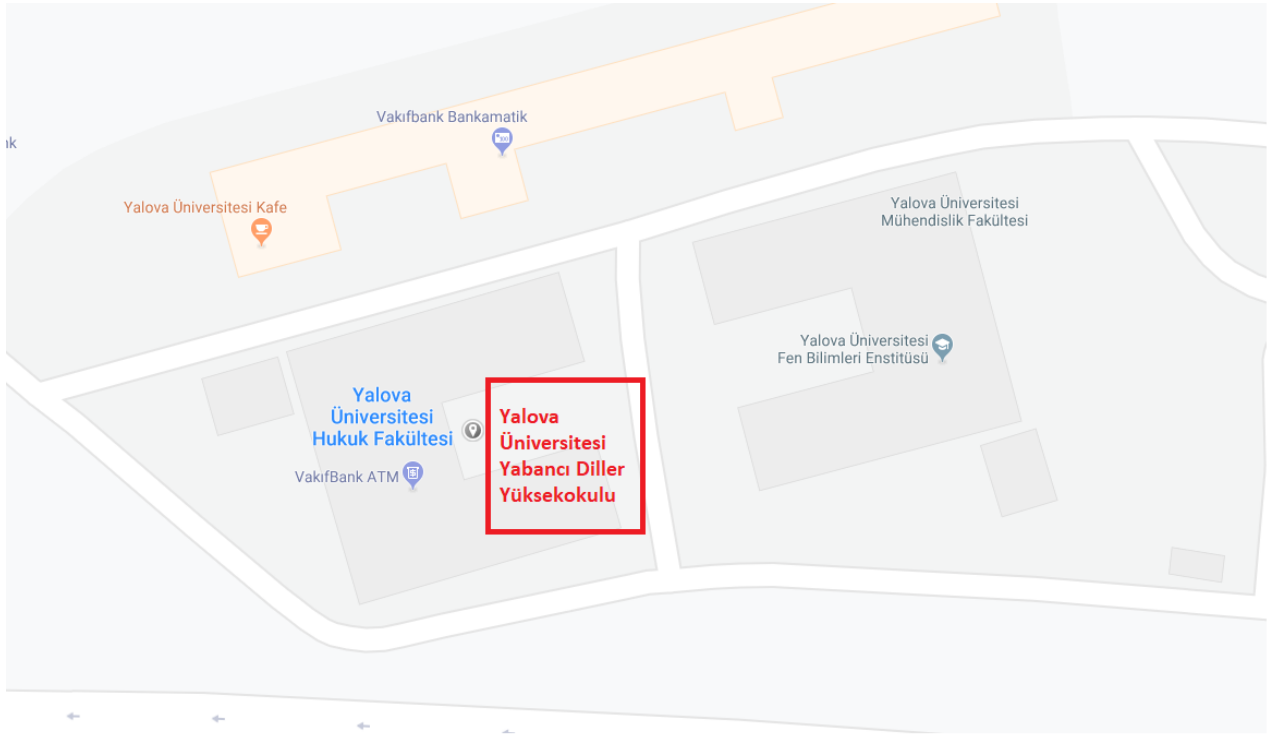 Vakıfbank Bankamatik
Yalova Üniversitesi Kafe
Yalova Üniversitesi
Mühendislik Fakültesi
Yalova Üniversitesi
Fen Bilimleri Enstitüsü
Yalova
Üniversitesi
Hukuk Fakültesi
VakıfBank ATM
Yalova
Üniversitesi
Yabancı Diller
Yüksekokulu